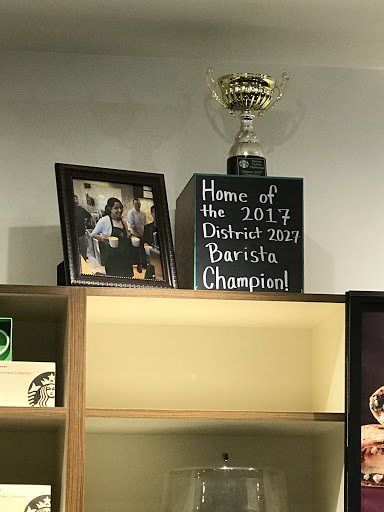 Home of
the 2017
District 2027
Barista
Champion!